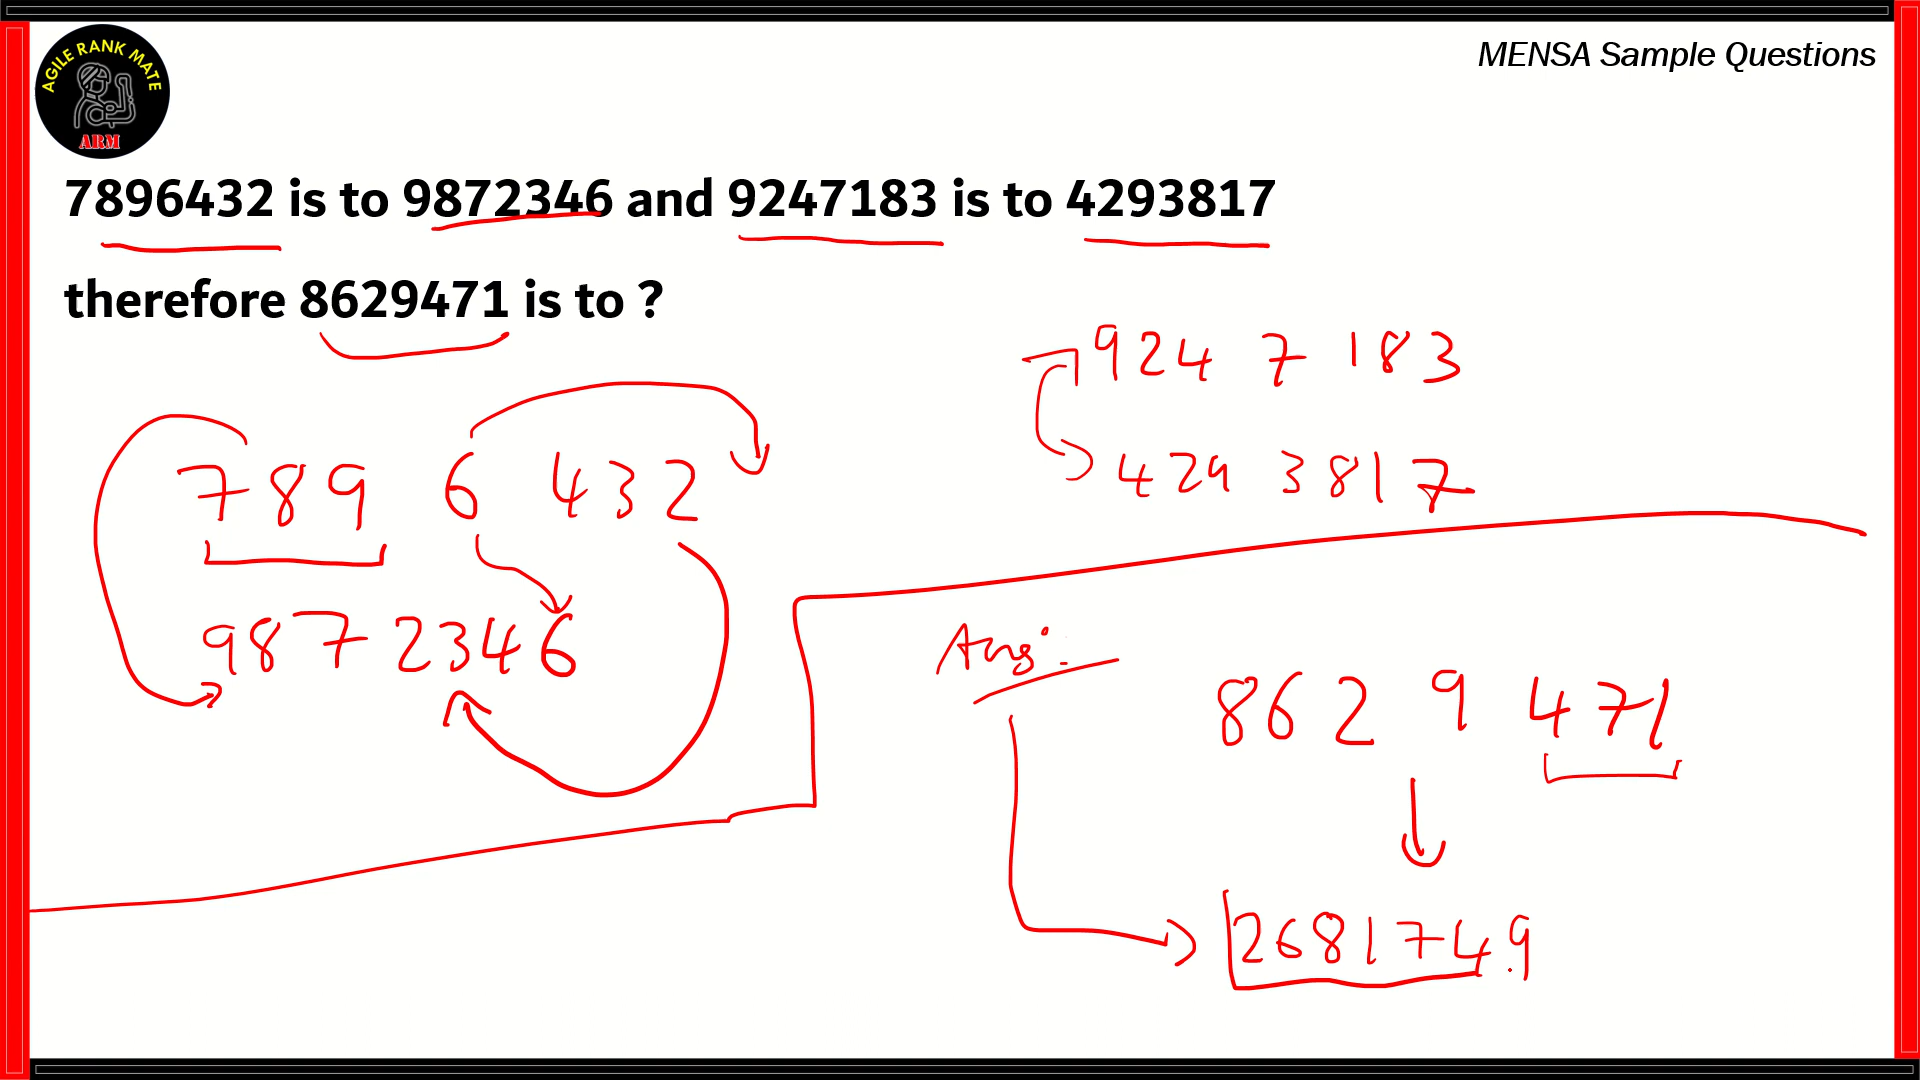 AGILE RANK MATE
ARM
MENSA Sample Questions
7896432 is to 9872346 and 9247183 is to 4293817
therefore 8629471 is to ?
924 7 183
429 3817
789 6 432
9872346
Ans:
862 9 471
2681749